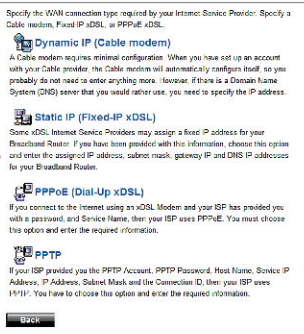 Specify the WAN connection type required by your Internet Service Provider. Specify a
Cable modem, Fixed-IP xDSL, or PPPoE xDSL.
Dynamic IP (Cable modem)
A Cable modem requires minimal configuration. When you have set up an account
with your Cable provider, the Cable modem will automatically configure itself, so you
probably do not need to enter anything more. However, if there is a Domain Name
System (DNS) server that you would rather use, you need to specify the IP address.
Static IP (Fixed-IP xDSL)
Some xDSL Internet Service Providers may assign a fixed IP address for your
Broadband Router. If you have been provided with this information, choose this option
and enter the assigned IP address, subnet mask, gateway IP and DNS IP addresses
for your Broadband Router.
PPPoE (Dial-Up xDSL)
If you connect to the Internet using an xDSL Modem and your ISP has provided you
with a password, and Service Name, then your ISP uses PPPoE. You must choose
this option and enter the required information.
PPTP
If your ISP provided you the PPTP Account, PPTP Password, Host Name, Service IP
Address, IP Address, Subnet Mask and the Connection ID, then your ISP uses
PPTP. You have to choose this option and enter the required information.
Back